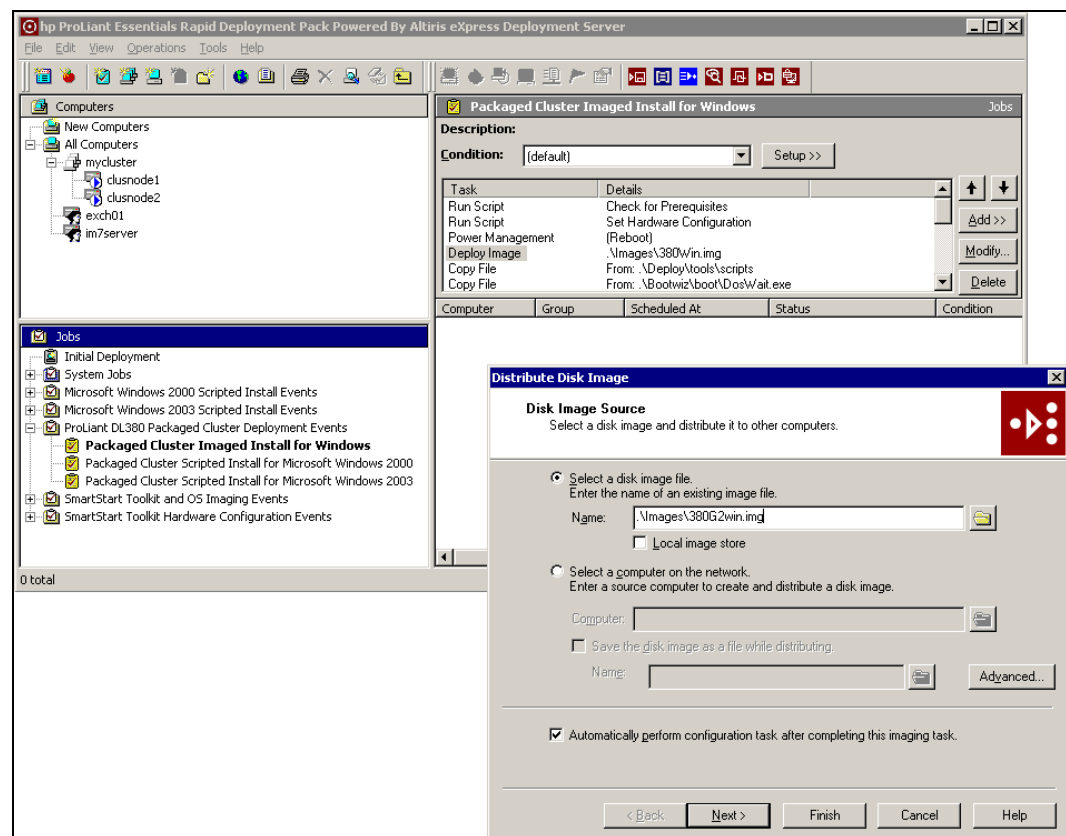 hp ProLiant Essentials Rapid Deployment Pack Powered By Altiris eXpress Deployment Server
File Edit View Operations Tools Help
Computers
New Computers
All Computers
mycluster
clusnode1
clusnode2
exch01
im7server
Jobs
Initial Deployment
System Jobs
Microsoft Windows 2000 Scripted Install Events
Microsoft Windows 2003 Scripted Install Events
ProLiant DL380 Packaged Cluster Deployment Events
Packaged Cluster Imaged Install for Windows
Packaged Cluster Scripted Install for Microsoft Windows 2000
Packaged Cluster Scripted Install for Microsoft Windows 2003
SmartStart Toolkit and OS Imaging Events
SmartStart Toolkit Hardware Configuration Events
0 total
Packaged Cluster Imaged Install for Windows Jobs
Description:
Condition: (default) Setup >>
Task Details
Run Script Check for Prerequisites
Run Script Set Hardware Configuration
Power Management (Reboot)
Deploy Image .\Images\380Win.img
Copy File From: .\Deploy\tools\scripts
Copy File From: .\Bootwiz\boot\DosWait.exe
Add >>
Modify...
Delete
Computer Group Scheduled At Status Condition
Distribute Disk Image
Disk Image Source
Select a disk image and distribute it to other computers.
Select a disk image file.
Enter the name of an existing image file.
Name: .\Images\380G2win.img
Local image store
Select a computer on the network.
Enter a source computer to create and distribute a disk image.
Computer:
Save the disk image as a file while distributing.
Name: Advanced...
Automatically perform configuration task after completing this imaging task.
< Back Next > Finish Cancel Help